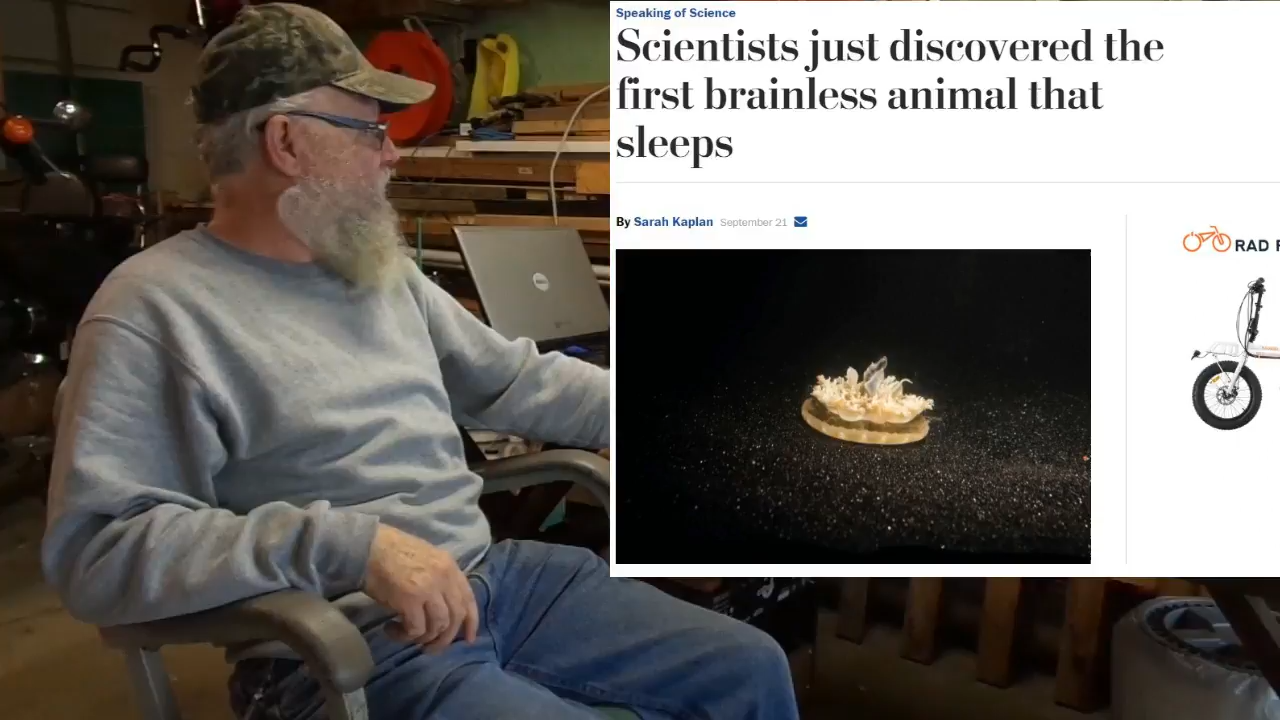 Speaking of Science
Scientists just discovered the
first brainless animal that
sleeps
By Sarah Kaplan September 21
RAD